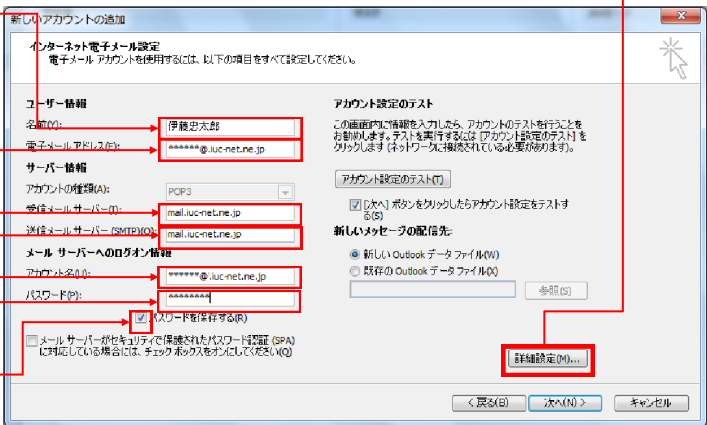 新しいアカウントの追加
インターネット電子メール設定
電子メール アカウントを使用するには、以下の項目をすべて設定してください。
ユーザー情報
名前(Y):
伊藤忠太郎
電子メール アドレス(E):
******@.iuc-net.ne.jp
サーバー情報
アカウントの種類(A):
POP3
受信メール サーバー(I):
mail.iuc-net.ne.jp
送信メール サーバー (SMTP)(O):
mail.iuc-net.ne.jp
メール サーバーへのログオン情報
アカウント名(U):
******@.iuc-net.ne.jp
パスワード(P):
********
パスワードを保存する(R)
メール サーバーがセキュリティで保護されたパスワード認証 (SPA)
に対応している場合には、チェック ボックスをオンにしてください(Q)
アカウント設定のテスト
この画面内に情報を入力したら、アカウントのテストを行うことを
お勧めします。テストを実行するには [アカウント設定のテスト] を
クリックします (ネットワークに接続されている必要があります)。
アカウント設定のテスト(T)
[次へ] ボタンをクリックしたらアカウント設定をテストす
る(S)
新しいメッセージの配信先:
新しい Outlook データ ファイル(W)
既存の Outlook データ ファイル(X)
参照(S)
詳細設定(M)...
< 戻る(B)
次へ(N) >
キャンセル